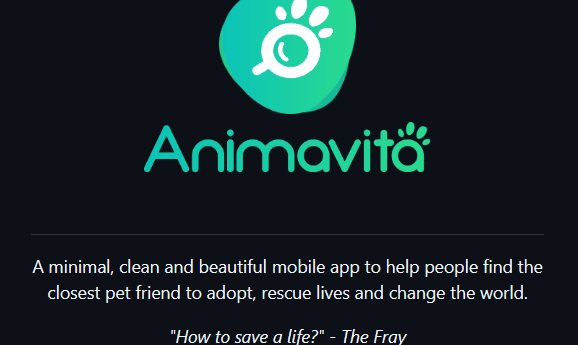 Animavita
A minimal, clean and beautiful mobile app to help people find the
closest pet friend to adopt, rescue lives and change the world.
"How to save a life?" - The Fray